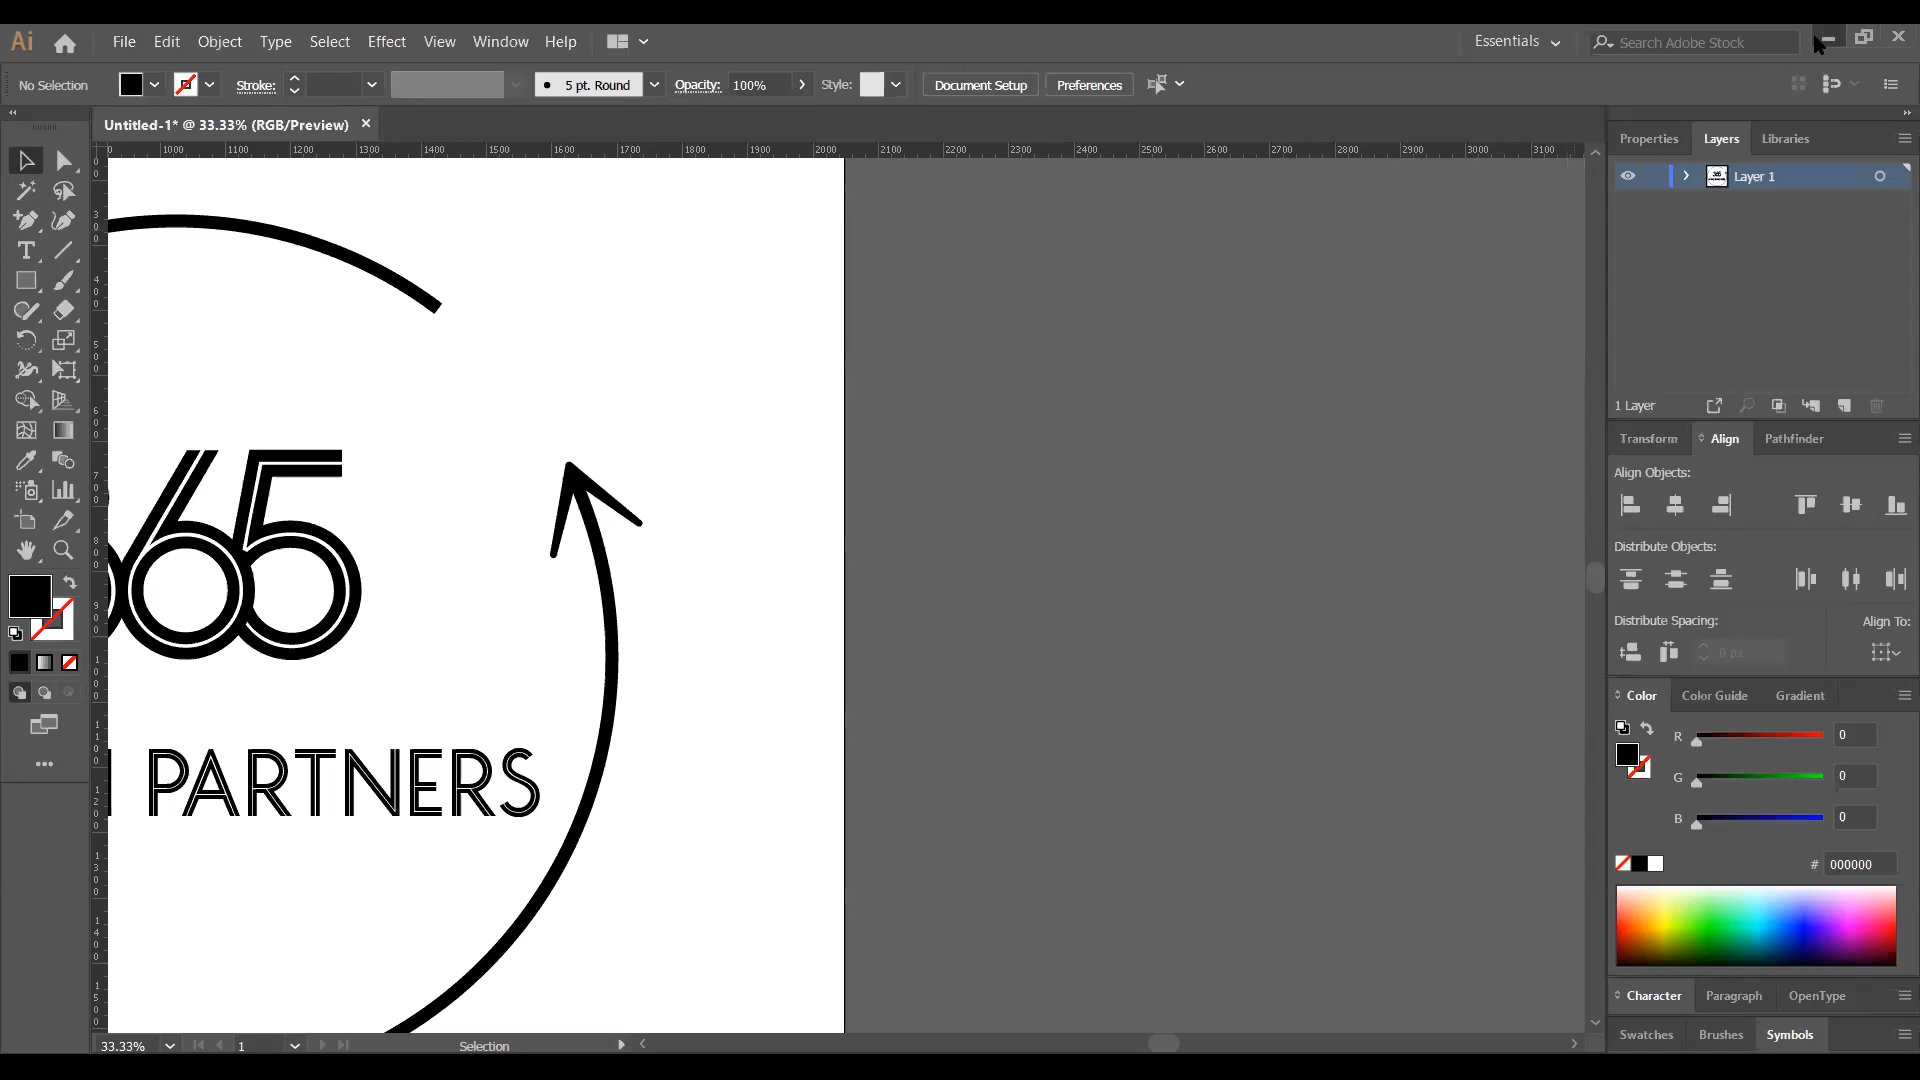 Ai File Edit Object Type Select Effect View Window Help Essentials Search Adobe Stock
No Selection Stroke: 5 pt. Round Opacity: 100% Style: Document Setup Preferences
Untitled-1* @ 33.33% (RGB/Preview)
Properties Layers Libraries
1000 1100 1200 1300 1400 1500 1600 1700 1800 1900 2000 2100 2200 2300 2400 2500 2600 2700 2800 2900 3000 3100
Layer 1
1 Layer
Transform Align Pathfinder
Align Objects:
365
Distribute Objects:
Distribute Spacing: Align To:
0 px
Color Color Guide Gradient
R 0
PARTNERS
G 0
B 0
# 000000
Character Paragraph OpenType
Swatches Brushes Symbols
33.33% 1 Selection